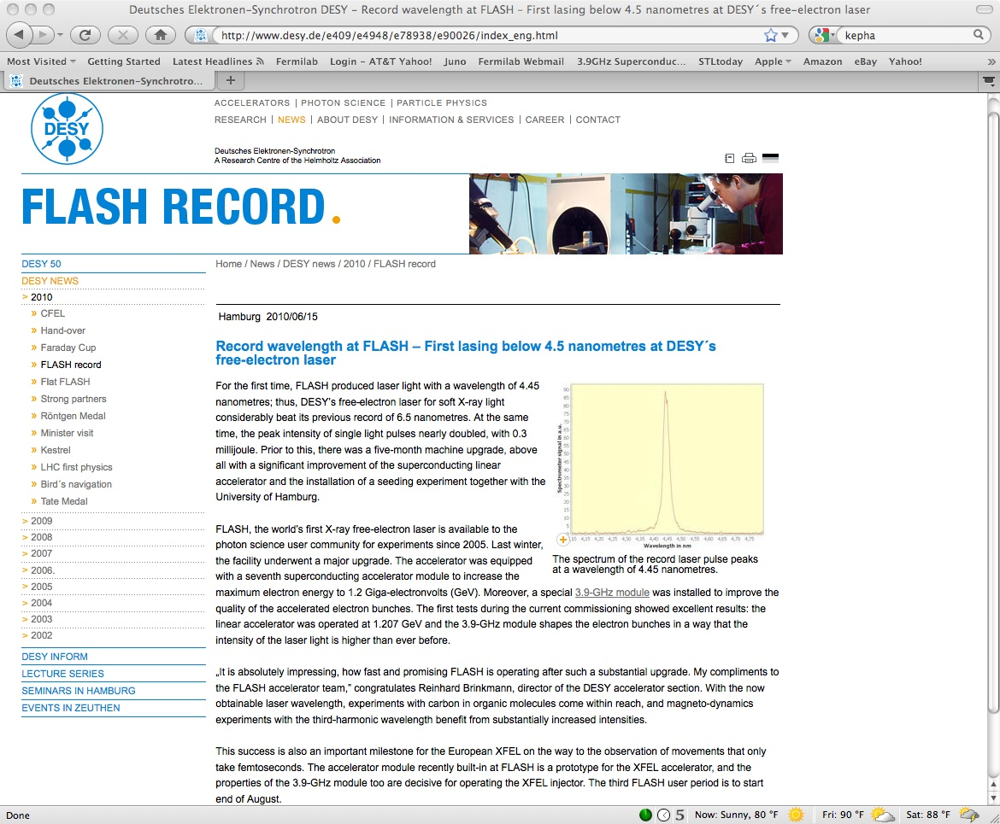 Deutsches Elektronen-Synchrotron DESY - Record wavelength at FLASH – First lasing below 4.5 nanometres at DESY´s free-electron laser
http://www.desy.de/e409/e4948/e78938/e90026/index_eng.html
kepha
Most Visited Getting Started Latest Headlines Fermilab Login – AT&T Yahoo! Juno Fermilab Webmail 3.9GHz Superconduc... STLtoday Apple Amazon eBay Yahoo! »
Deutsches Elektronen-Synchrotro... +
DESY
ACCELERATORS | PHOTON SCIENCE | PARTICLE PHYSICS
RESEARCH | NEWS | ABOUT DESY | INFORMATION & SERVICES | CAREER | CONTACT
Deutsches Elektronen-Synchrotron
A Research Centre of the Helmholtz Association
FLASH RECORD.
DESY 50
DESY NEWS
> 2010
» CFEL
» Hand-over
» Faraday Cup
» FLASH record
» Flat FLASH
» Strong partners
» Röntgen Medal
» Minister visit
» Kestrel
» LHC first physics
» Bird´s navigation
» Tate Medal
> 2009
> 2008
> 2007
> 2006.
> 2005
> 2004
> 2003
> 2002
DESY INFORM
LECTURE SERIES
SEMINARS IN HAMBURG
EVENTS IN ZEUTHEN
Home / News / DESY news / 2010 / FLASH record
Hamburg 2010/06/15
Record wavelength at FLASH – First lasing below 4.5 nanometres at DESY´s
free-electron laser
For the first time, FLASH produced laser light with a wavelength of 4.45
nanometres; thus, DESY's free-electron laser for soft X-ray light
considerably beat its previous record of 6.5 nanometres. At the same
time, the peak intensity of single light pulses nearly doubled, with 0.3
millijoule. Prior to this, there was a five-month machine upgrade, above
all with a significant improvement of the superconducting linear
accelerator and the installation of a seeding experiment together with the
University of Hamburg.
Spectrometer signal in a.u.
90
85
80
75
70
65
60
55
50
45
40
35
30
25
20
15
10
5
10 4,15 4,20 4,25 4,30 4,35 4,40 4,45 4,50 4,55 4,60 4,65 4,70 4,75
Wavelength in nm
The spectrum of the record laser pulse peaks
at a wavelength of 4.45 nanometres.
FLASH, the world's first X-ray free-electron laser is available to the
photon science user community for experiments since 2005. Last winter,
the facility underwent a major upgrade. The accelerator was equipped
with a seventh superconducting accelerator module to increase the
maximum electron energy to 1.2 Giga-electronvolts (GeV). Moreover, a special 3.9-GHz module was installed to improve the
quality of the accelerated electron bunches. The first tests during the current commissioning showed excellent results: the
linear accelerator was operated at 1.207 GeV and the 3.9-GHz module shapes the electron bunches in a way that the
intensity of the laser light is higher than ever before.
„It is absolutely impressing, how fast and promising FLASH is operating after such a substantial upgrade. My compliments to
the FLASH accelerator team,” congratulates Reinhard Brinkmann, director of the DESY accelerator section. With the now
obtainable laser wavelength, experiments with carbon in organic molecules come within reach, and magneto-dynamics
experiments with the third-harmonic wavelength benefit from substantially increased intensities.
This success is also an important milestone for the European XFEL on the way to the observation of movements that only
take femtoseconds. The accelerator module recently built-in at FLASH is a prototype for the XFEL accelerator, and the
properties of the 3.9-GHz module too are decisive for operating the XFEL injector. The third FLASH user period is to start
end of August.
Done
5 Now: Sunny, 80 °F Fri: 90 °F Sat: 88 °F